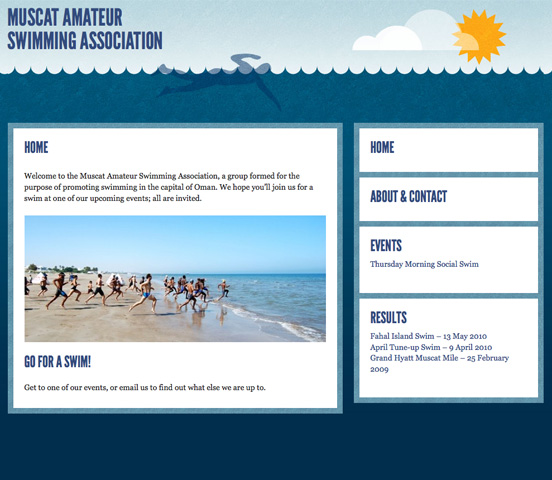 MUSCAT AMATEUR
SWIMMING ASSOCIATION
HOME
Welcome to the Muscat Amateur Swimming Association, a group formed for the
purpose of promoting swimming in the capital of Oman. We hope you'll join us for a
swim at one of our upcoming events; all are invited.
GO FOR A SWIM!
Get to one of our events, or email us to find out what else we are up to.
HOME
ABOUT & CONTACT
EVENTS
Thursday Morning Social Swim
RESULTS
Fahal Island Swim – 13 May 2010
April Tune-up Swim – 9 April 2010
Grand Hyatt Muscat Mile – 25 February
2009